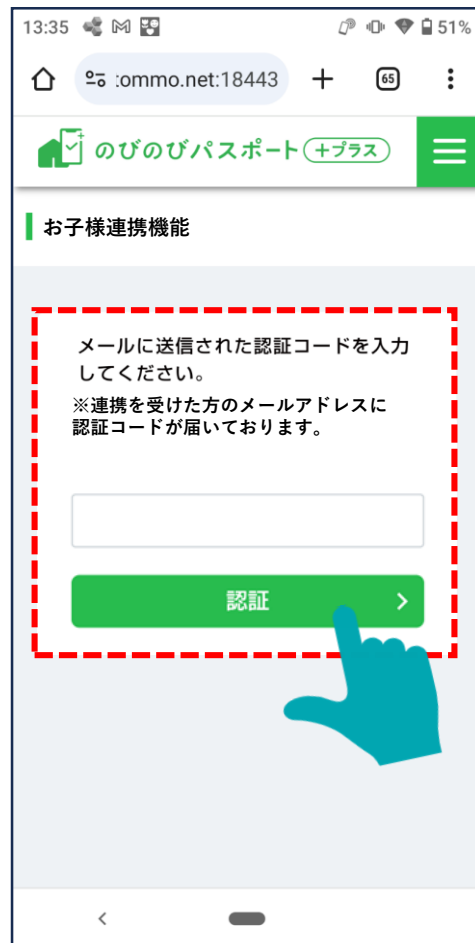 13:35
51%
:ommo.net:18443
65
のびのびパスポート +プラス
お子様連携機能
メールに送信された認証コードを入力
してください。
※連携を受けた方のメールアドレスに
認証コードが届いております。
認証